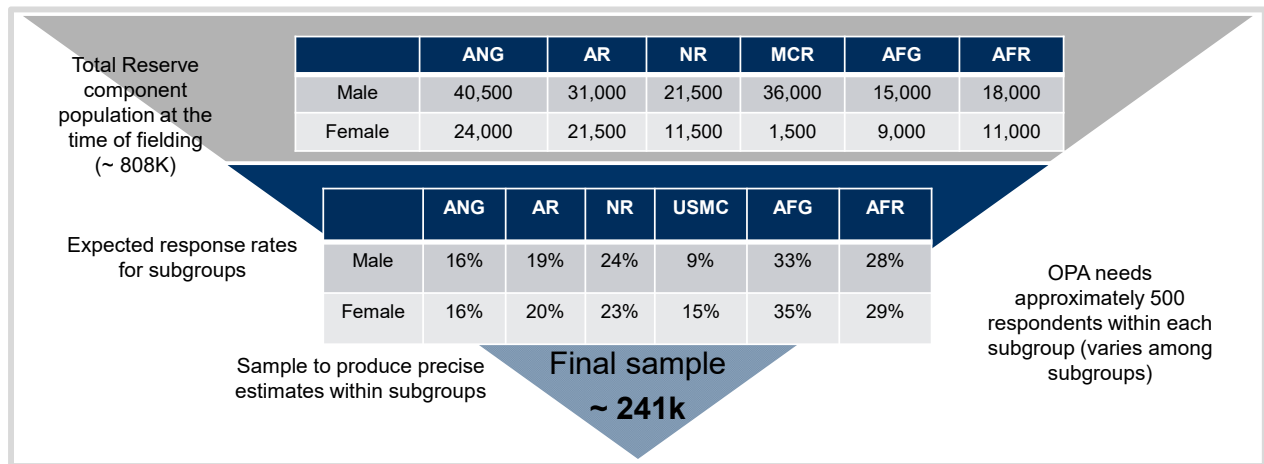 Total Reserve
component
population at the
time of fielding
(~ 808K)
ANG AR NR MCR AFG AFR
Male 40,500 31,000 21,500 36,000 15,000 18,000
Female 24,000 21,500 11,500 1,500 9,000 11,000
Expected response rates
for subgroups
ANG AR NR USMC AFG AFR
Male 16% 19% 24% 9% 33% 28%
Female 16% 20% 23% 15% 35% 29%
OPA needs
approximately 500
respondents within each
subgroup (varies among
subgroups)
Sample to produce precise
estimates within subgroups
Final sample
~ 241k